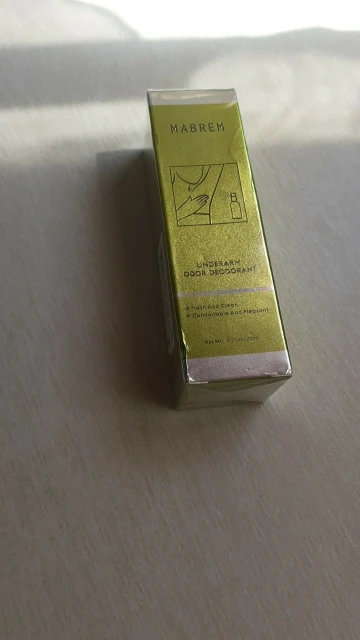 MABREM
UNDERARM
ODOR DEODORANT
Fresh And Clean
Comfortable And Pleasant